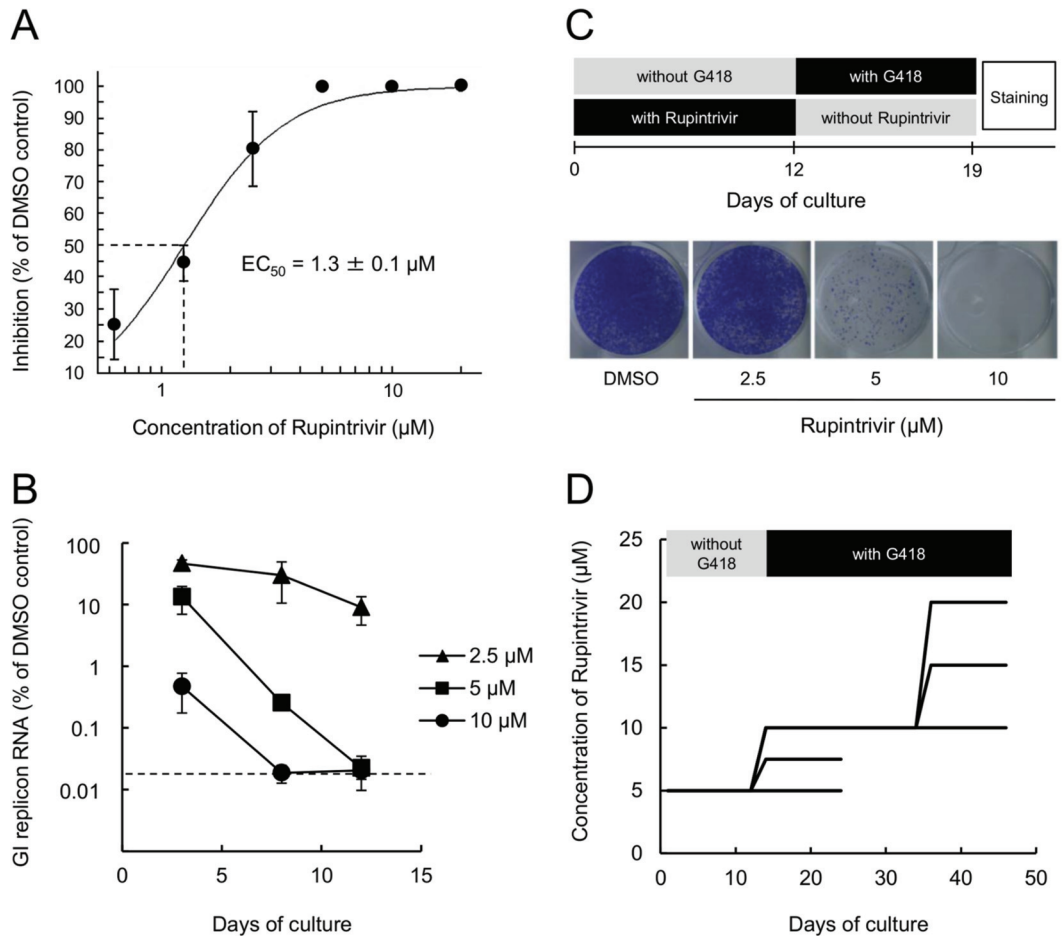 A
Inhibition (% of DMSO control)
100
90
80
70
60
50
40
30
20
10
EC50 = 1.3 ± 0.1 µM
1
10
Concentration of Rupintrivir (µM)
B
GI replicon RNA (% of DMSO control)
100
10
1
0.1
0.01
2.5 µM
5 µM
10 µM
0
5
10
15
Days of culture
C
without G418
with G418
with Rupintrivir
without Rupintrivir
Staining
0
12
19
Days of culture
DMSO
2.5
5
10
Rupintrivir (µM)
D
Concentration of Rupintrivir (µM)
25
20
15
10
5
0
without
G418
with G418
0
10
20
30
40
50
Days of culture